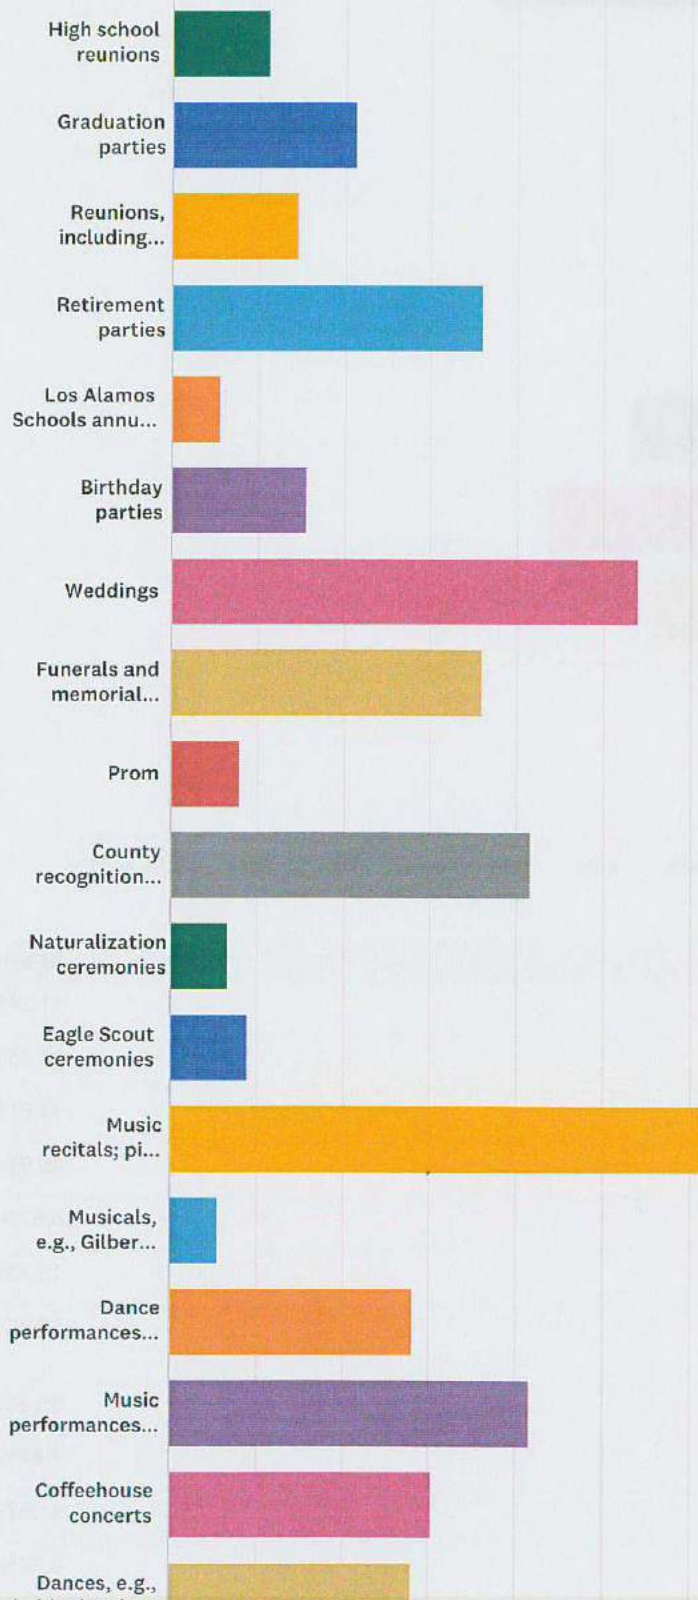 High school
reunions
Graduation
parties
Reunions,
including...
Retirement
parties
Los Alamos
Schools annu...
Birthday
parties
Weddings
Funerals and
memorial...
Prom
County
recognition...
Naturalization
ceremonies
Eagle Scout
ceremonies
Music
recitals; pi...
Musicals,
e.g., Gilber...
Dance
performances...
Music
performances...
Coffeehouse
concerts
Dances, e.g.,